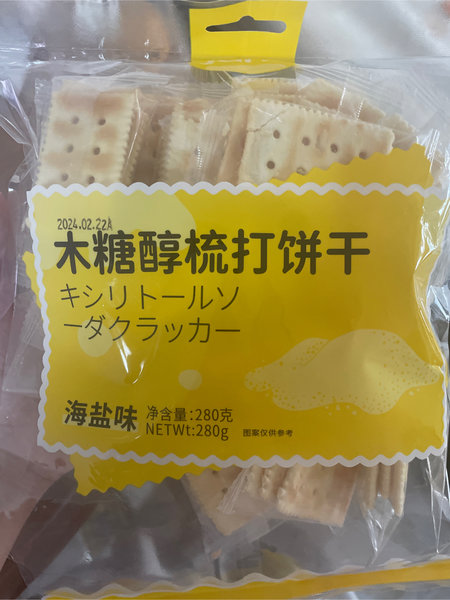 2024.02.22A
木糖醇梳打饼干
キシリトールソ
ーダクラッカー
海盐味
净含量:280克
NETWt:280g
图案仅供参考